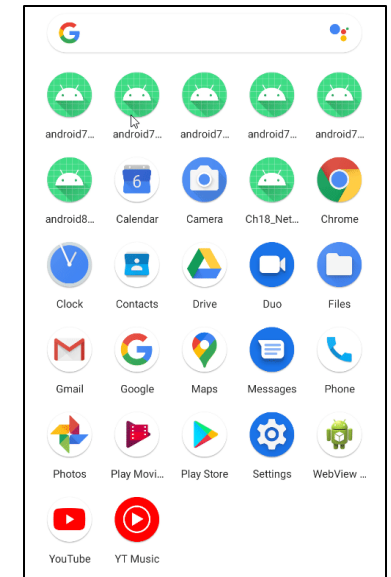 android7... android7... android7... android7... android7...
android8... Calendar Camera Ch18_Net... Chrome
Clock Contacts Drive Duo Files
Gmail Google Maps Messages Phone
Photos Play Movi... Play Store Settings WebView ...
YouTube YT Music
6